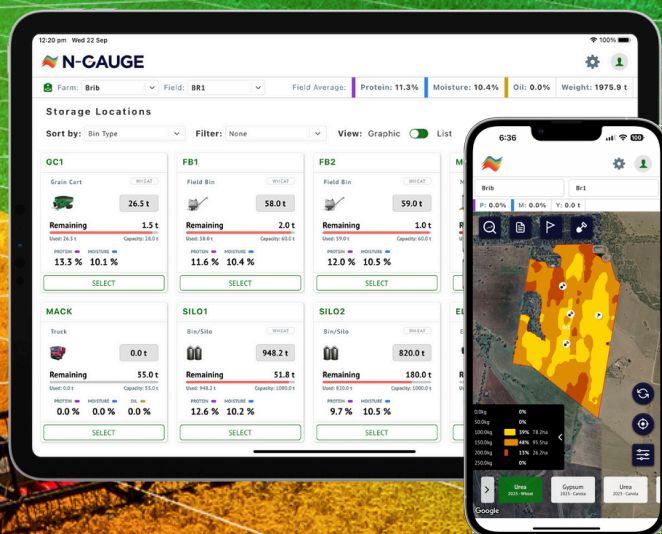 12:20 pm Wed 22 Sep
100%
N-GAUGE
Farm: Brib Field: BR1 Field Average: Protein: 11.3% Moisture: 10.4% Oil: 0.0% Weight: 1975.9 t
Storage Locations
Sort by: Bin Type Filter: None View: Graphic List
GC1
Grain Cart WHEAT
26.5 t
Remaining 1.5 t
Used: 26.5 t Capacity: 28.0 t
PROTEIN MOISTURE
13.3 % 10.1 %
SELECT
FB1
Field Bin WHEAT
58.0 t
Remaining 2.0 t
Used: 58.0 t Capacity: 60.0 t
PROTEIN MOISTURE
11.6 % 10.4 %
SELECT
FB2
Field Bin WHEAT
59.0 t
Remaining 1.0 t
Used: 59.0 t Capacity: 60.0 t
PROTEIN MOISTURE
12.0 % 10.5 %
SELECT
MACK
Truck
0.0 t
Remaining 55.0 t
Used: 0.0 t Capacity: 55.0 t
PROTEIN MOISTURE OIL
0.0 % 0.0 % 0.0 %
SELECT
SILO1
Bin/Silo WHEAT
948.2 t
Remaining 51.8 t
Used: 948.2 t Capacity: 1000.0 t
PROTEIN MOISTURE
12.6 % 10.2 %
SELECT
SILO2
Bin/Silo WHEAT
820.0 t
Remaining 180.0 t
Used: 820.0 t Capacity: 1000.0 t
PROTEIN MOISTURE
9.7 % 10.5 %
SELECT
6:36
100
Brib Br1
P: 0.0% M: 0.0% Y: 0.0 t
0.0kg 0%
50.0kg 0%
100.0kg 39% 78.2ha
150.0kg 48% 95.5ha
200.0kg 13% 26.2ha
250.0kg 0%
Urea
2023 - Wheat
Gypsum
2023 - Canola
Urea
2023 - Canola
Google